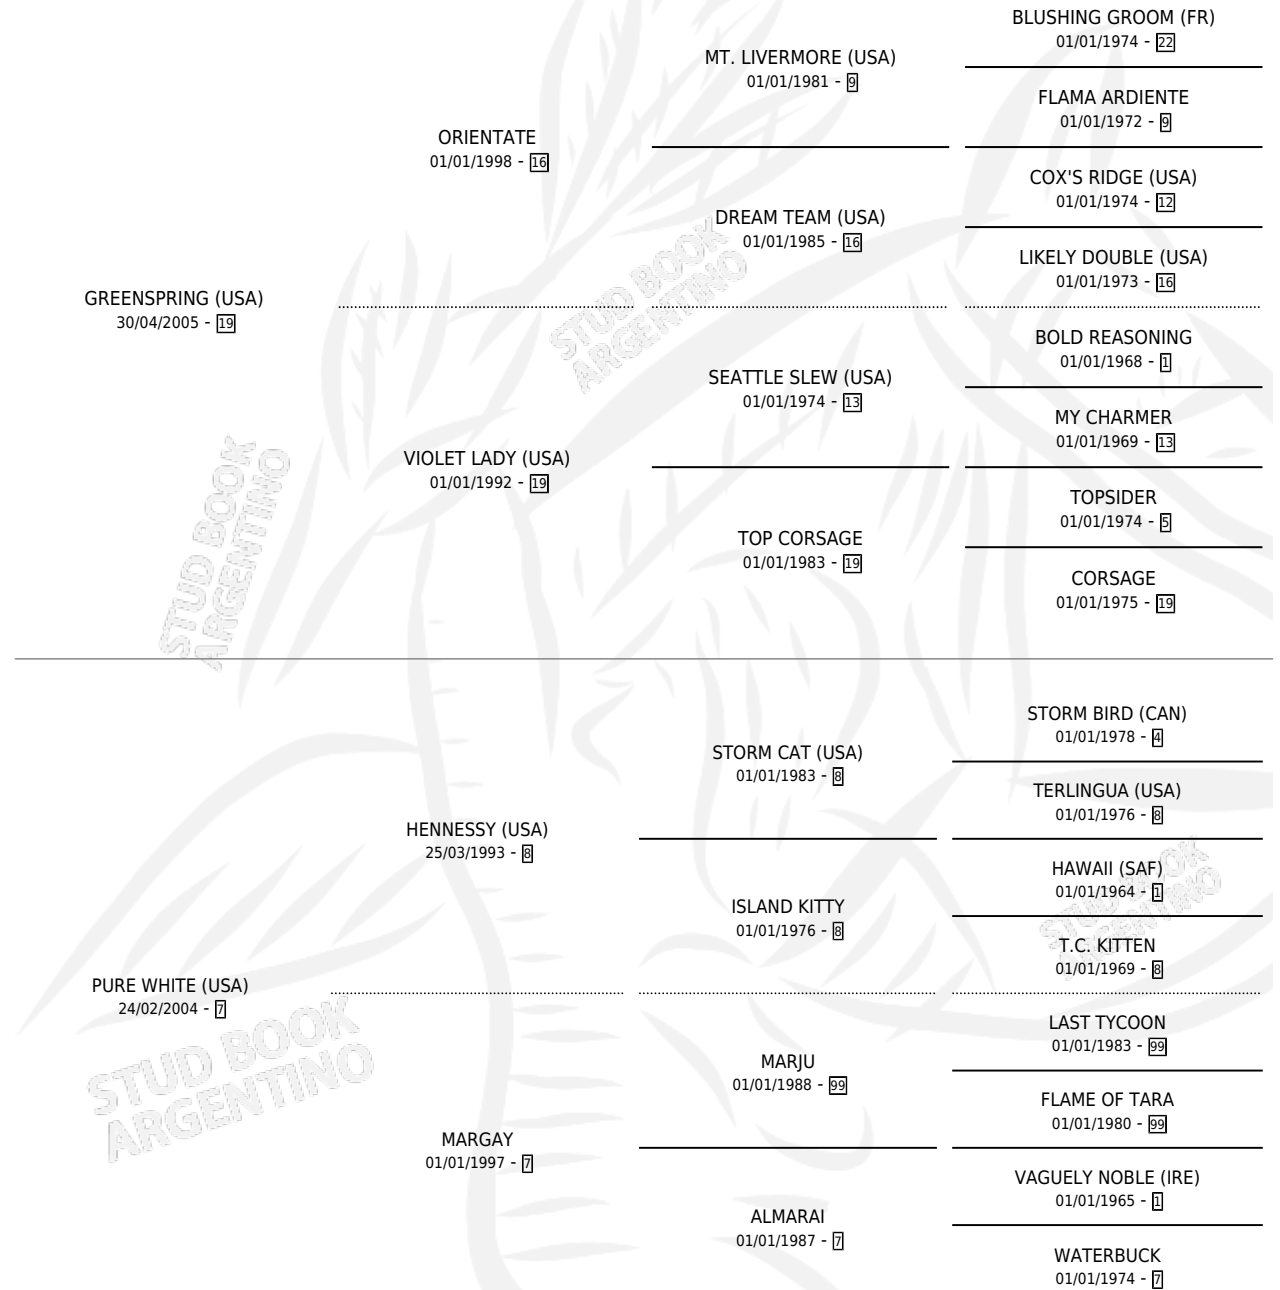 BLUSHING GROOM (FR)
01/01/1974 - 22
MT. LIVERMORE (USA)
01/01/1981 - 9
FLAMA ARDIENTE
01/01/1972 - 9
ORIENTATE
01/01/1998 - 16
COX'S RIDGE (USA)
01/01/1974 - 12
DREAM TEAM (USA)
01/01/1985 - 16
LIKELY DOUBLE (USA)
01/01/1973 - 16
GREENSPRING (USA)
30/04/2005 - 19
STUD BOOK
ARGENTINO
BOLD REASONING
01/01/1968 - 1
SEATTLE SLEW (USA)
01/01/1974 - 13
MY CHARMER
01/01/1969 - 13
VIOLET LADY (USA)
01/01/1992 - 19
TOPSIDER
01/01/1974 - 5
TOP CORSAGE
01/01/1983 - 19
CORSAGE
01/01/1975 - 19
STUD BOOK
ARGENTINO
STORM BIRD (CAN)
01/01/1978 - 4
STORM CAT (USA)
01/01/1983 - 8
TERLINGUA (USA)
01/01/1976 - 8
HENNESSY (USA)
25/03/1993 - 8
HAWAII (SAF)
01/01/1964 - 1
ISLAND KITTY
01/01/1976 - 8
STUD BOOK
ARGENTINO
T.C. KITTEN
01/01/1969 - 8
PURE WHITE (USA)
24/02/2004 - 7
STUD BOOK
ARGENTINO
LAST TYCOON
01/01/1983 - 99
MARJU
01/01/1988 - 99
FLAME OF TARA
01/01/1980 - 99
MARGAY
01/01/1997 - 7
VAGUELY NOBLE (IRE)
01/01/1965 - 1
ALMARAI
01/01/1987 - 7
WATERBUCK
01/01/1974 - 7